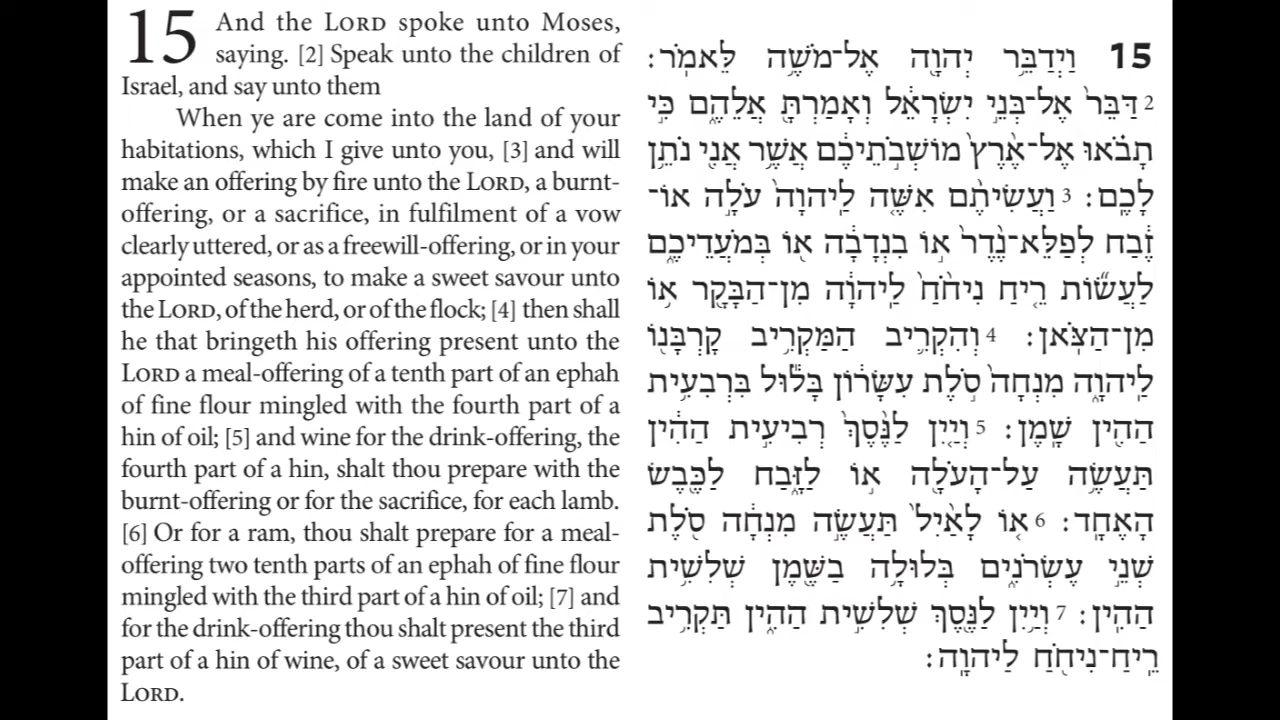 15 And the LORD spoke unto Moses,
saying. [2] Speak unto the children of
Israel, and say unto them
When ye are come into the land of your
habitations, which I give unto you, [3] and will
make an offering by fire unto the LORD, a burnt-
offering, or a sacrifice, in fulfilment of a vow
clearly uttered, or as a freewill-offering, or in your
appointed seasons, to make a sweet savour unto
the LORD, of the herd, or of the flock; [4] then shall
he that bringeth his offering present unto the
LORD a meal-offering of a tenth part of an ephah
of fine flour mingled with the fourth part of a
hin of oil; [5] and wine for the drink-offering, the
fourth part of a hin, shalt thou prepare with the
burnt-offering or for the sacrifice, for each lamb.
[6] Or for a ram, thou shalt prepare for a meal-
offering two tenth parts of an ephah of fine flour
mingled with the third part of a hin of oil; [7] and
for the drink-offering thou shalt present the third
part of a hin of wine, of a sweet savour unto the
LORD.
15 וַיְדַבֵּ֥ר יְהוָ֖ה אֶל־מֹשֶׁ֥ה לֵּאמֹֽר׃
2 דַּבֵּר֙ אֶל־בְּנֵ֣י יִשְׂרָאֵ֔ל וְאָמַרְתָּ֖ אֲלֵהֶ֑ם כִּ֣י
תָבֹ֗אוּ אֶל־אֶ֙רֶץ֙ מוֹשְׁבֹ֣תֵיכֶ֔ם אֲשֶׁ֥ר אֲנִ֖י נֹתֵ֥ן
לָכֶֽם׃ 3 וַעֲשִׂיתֶ֨ם אִשֶּׁ֤ה לַֽיהוָה֙ עֹלָ֣ה אוֹ־
זֶ֔בַח לְפַלֵּא־נֶ֙דֶר֙ א֣וֹ בִנְדָבָ֔ה א֖וֹ בְּמֹעֲדֵיכֶ֑ם
לַעֲשׂ֞וֹת רֵ֤יחַ נִיחֹ֙חַ֙ לַֽיהוָ֔ה מִן־הַבָּקָ֖ר א֥וֹ
מִן־הַצֹּֽאן׃ 4 וְהִקְרִ֛יב הַמַּקְרִ֥יב קָרְבָּנ֖וֹ
לַֽיהוָ֑ה מִנְחָה֙ סֹ֣לֶת עִשָּׂר֔וֹן בָּל֕וּל בִּרְבִעִ֥ית
הַהִ֖ין שָֽׁמֶן׃ 5 וְיַ֤יִן לַנֶּ֙סֶךְ֙ רְבִיעִ֣ית הַהִ֔ין
תַּעֲשֶׂ֥ה עַל־הָעֹלָ֖ה א֣וֹ לַזָּ֑בַח לַכֶּ֖בֶשׂ
הָאֶחָֽד׃ 6 א֤וֹ לָאַ֙יִל֙ תַּעֲשֶׂ֣ה מִנְחָ֔ה סֹ֖לֶת
שְׁנֵ֣י עֶשְׂרֹנִ֑ים בְּלוּלָ֥ה בַשֶּׁ֖מֶן שְׁלִשִׁ֥ית
הַהִֽין׃ 7 וְיַ֥יִן לַנֶּ֖סֶךְ שְׁלִשִׁ֣ית הַהִ֑ין תַּקְרִ֥יב
רֵֽיחַ־נִיחֹ֖חַ לַיהוָֽה׃